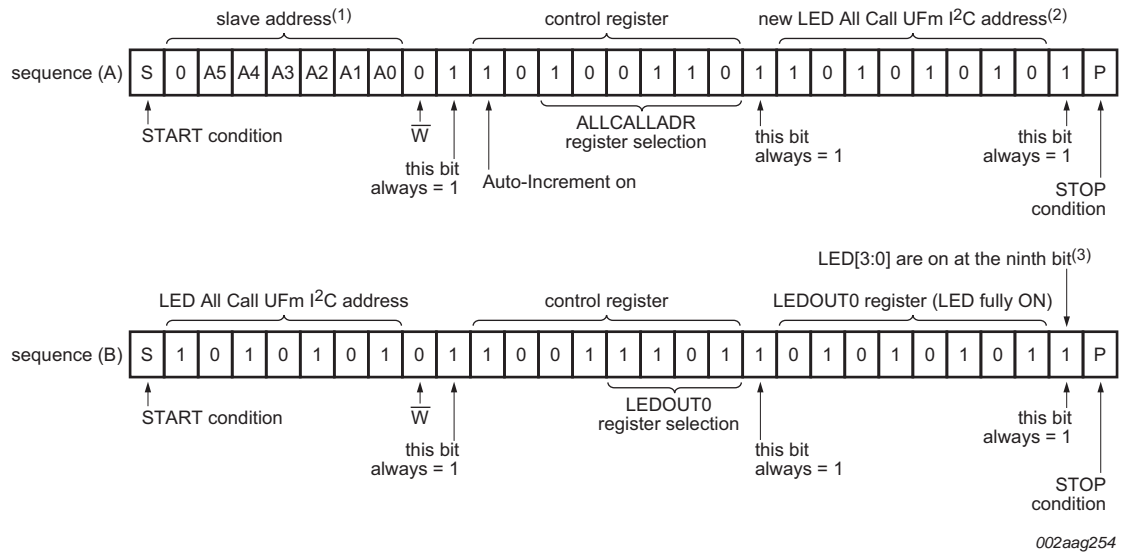 slave address(1) control register new LED All Call UFm I2C address(2)
sequence (A) S 0 A5 A4 A3 A2 A1 A0 0 1 1 0 1 0 0 1 1 0 1 1 0 1 0 1 0 1 0 1 P
START condition W ALLCALLADR this bit this bit
register selection always = 1 always = 1
this bit
always = 1 Auto-Increment on
STOP
condition
LED[3:0] are on at the ninth bit(3)
LED All Call UFm I2C address control register LEDOUT0 register (LED fully ON)
sequence (B) S 1 0 1 0 1 0 1 0 1 1 0 0 1 1 1 0 1 1 0 1 0 1 0 1 0 1 1 P
START condition W LEDOUT0 this bit
register selection always = 1
this bit this bit
always = 1 always = 1
STOP
condition
002aag254